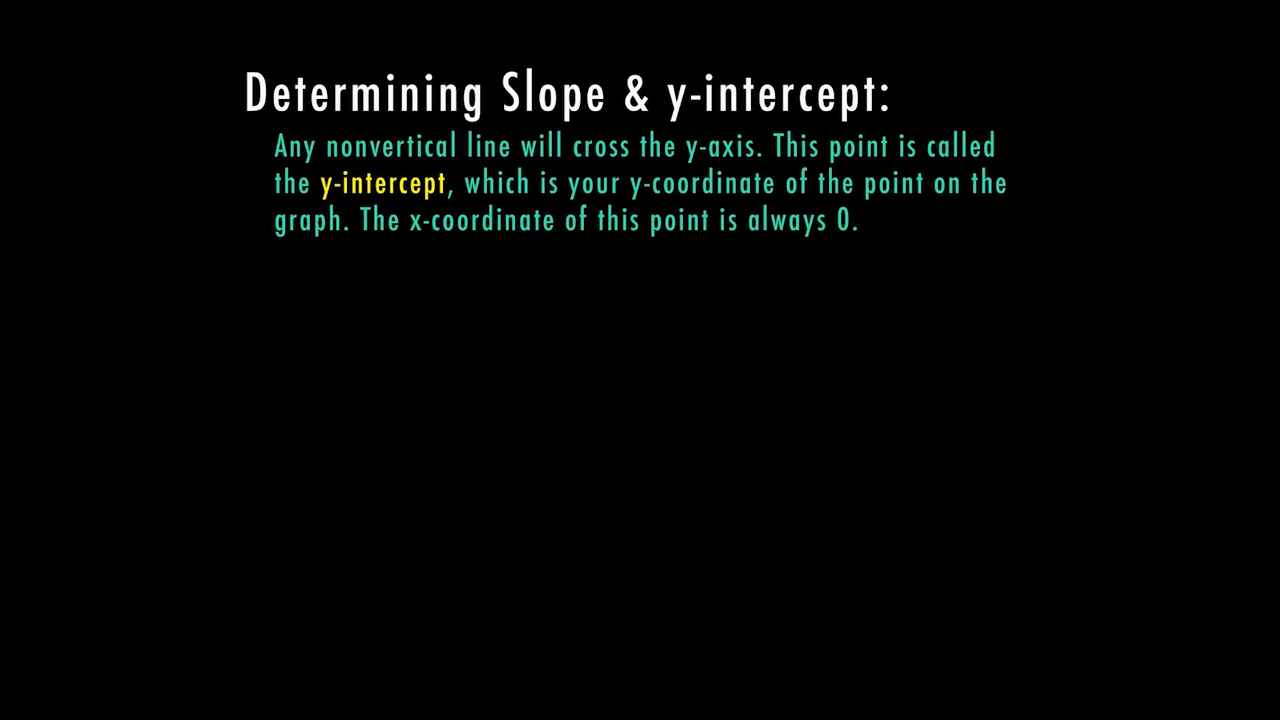 Determining Slope & y-intercept:
Any nonvertical line will cross the y-axis. This point is called
the y-intercept, which is your y-coordinate of the point on the
graph. The x-coordinate of this point is always 0.